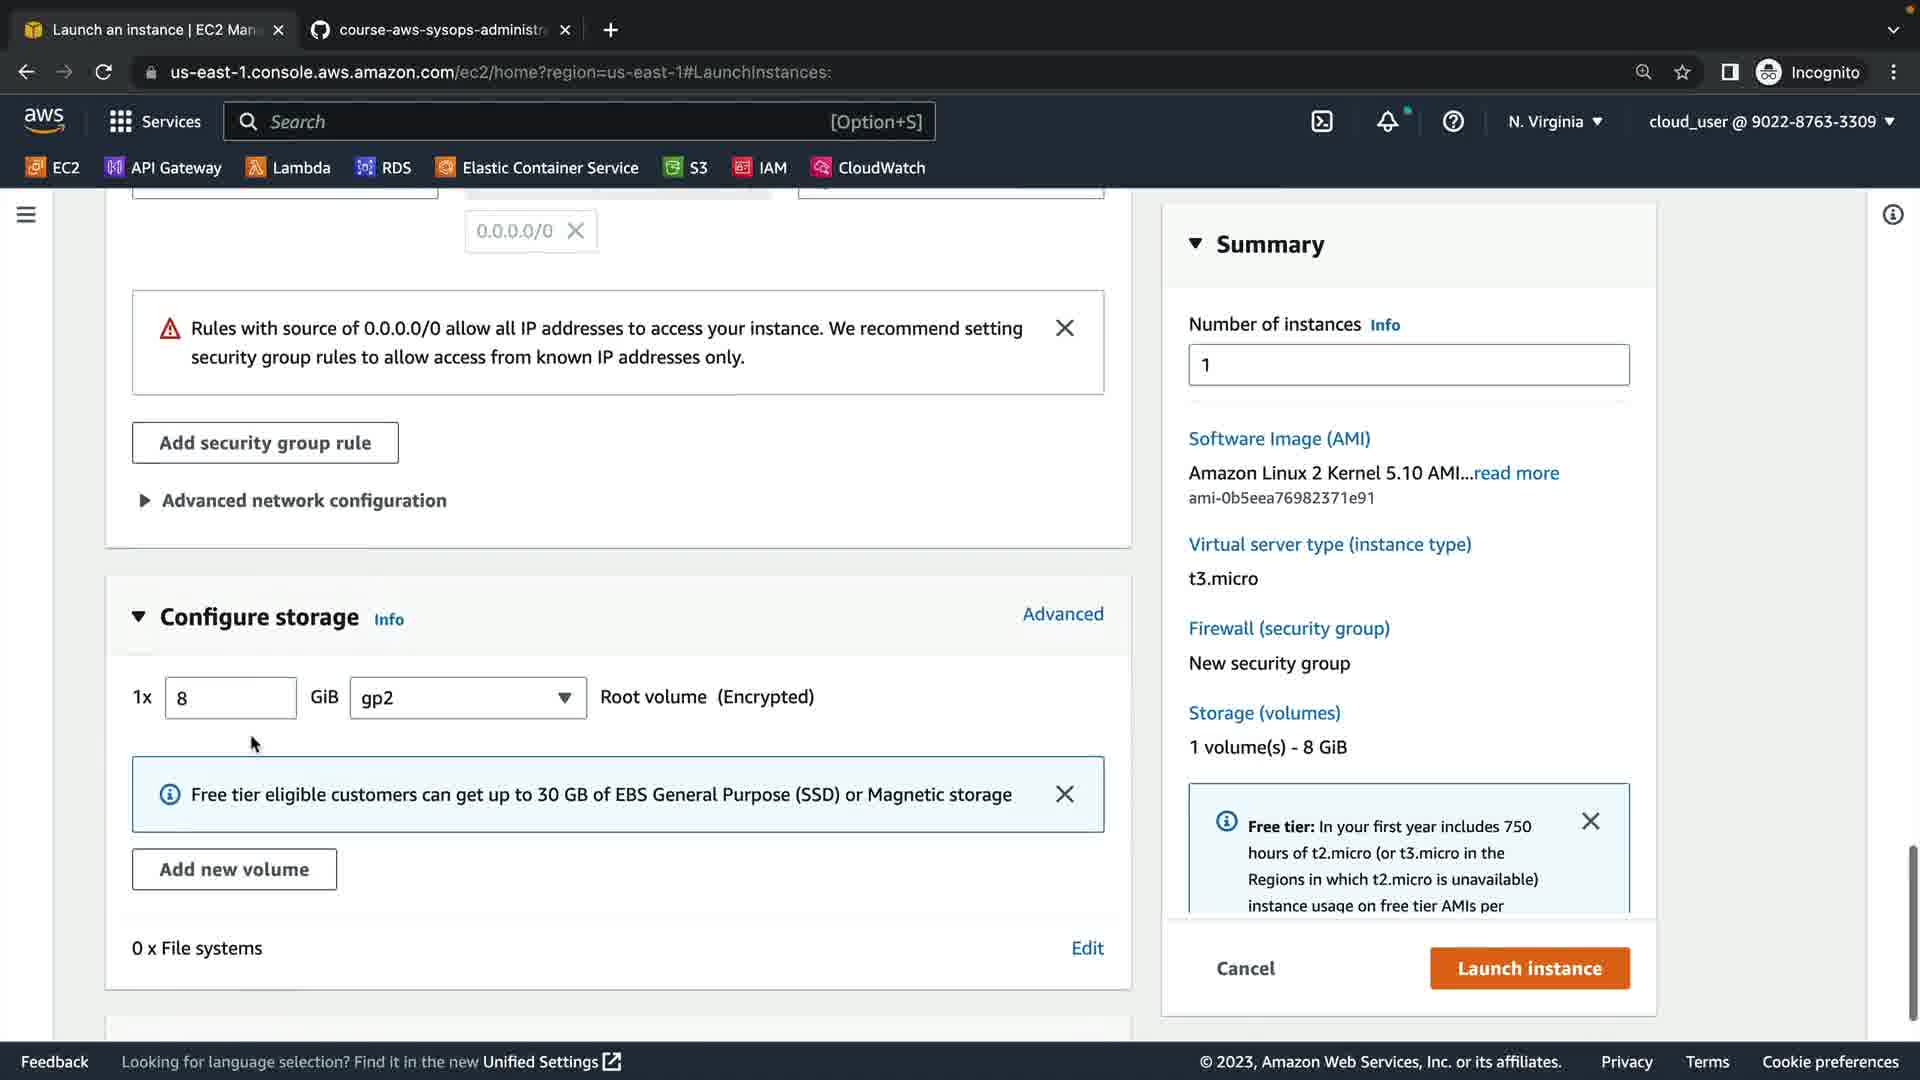 Launch an instance | EC2 Man
course-aws-sysops-administr
us-east-1.console.aws.amazon.com/ec2/home?region=us-east-1#LaunchInstances:
Incognito
aws
Services
Search
[Option+S]
N. Virginia
cloud_user @ 9022-8763-3309
EC2
API Gateway
Lambda
RDS
Elastic Container Service
S3
IAM
CloudWatch
0.0.0.0/0
Rules with source of 0.0.0.0/0 allow all IP addresses to access your instance. We recommend setting
security group rules to allow access from known IP addresses only.
Add security group rule
Advanced network configuration
Configure storage Info
Advanced
1x 8 GiB gp2 Root volume (Encrypted)
Free tier eligible customers can get up to 30 GB of EBS General Purpose (SSD) or Magnetic storage
Add new volume
0 x File systems
Edit
Summary
Number of instances Info
1
Software Image (AMI)
Amazon Linux 2 Kernel 5.10 AMI...read more
ami-0b5eea76982371e91
Virtual server type (instance type)
t3.micro
Firewall (security group)
New security group
Storage (volumes)
1 volume(s) - 8 GiB
Free tier: In your first year includes 750
hours of t2.micro (or t3.micro in the
Regions in which t2.micro is unavailable)
instance usage on free tier AMIs per
Cancel
Launch instance
Feedback
Looking for language selection? Find it in the new Unified Settings
© 2023, Amazon Web Services, Inc. or its affiliates.
Privacy
Terms
Cookie preferences